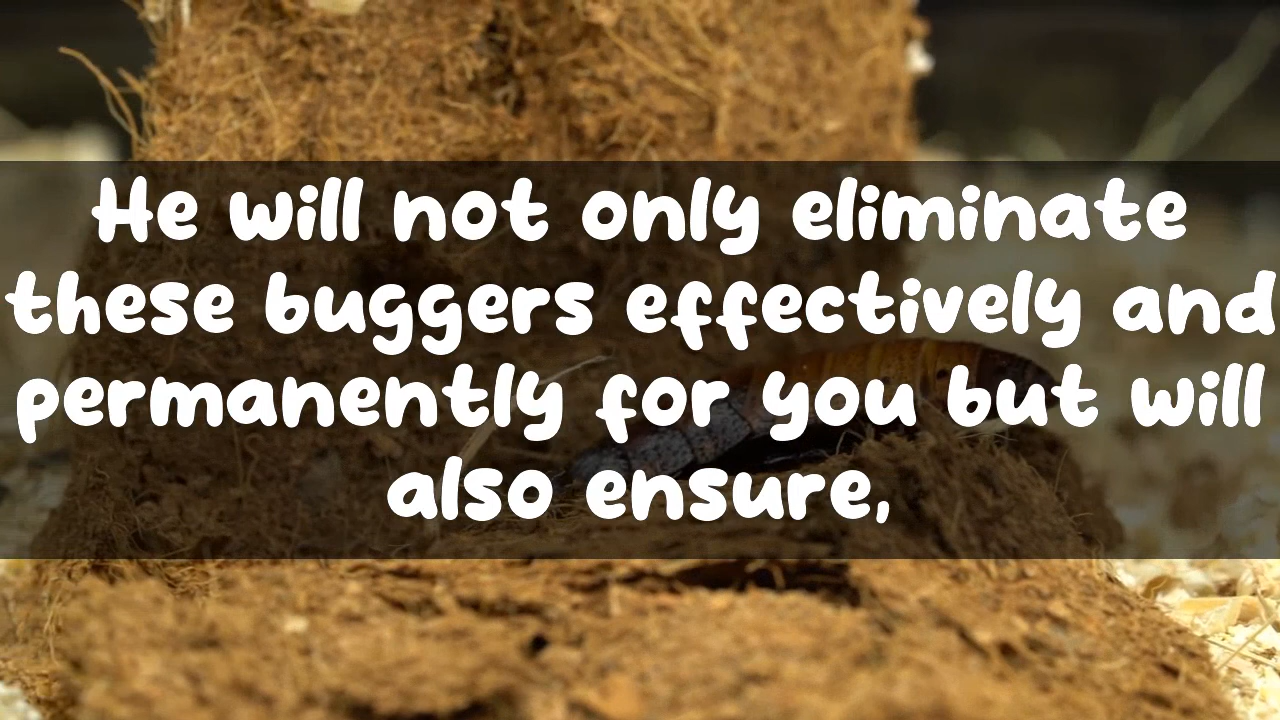 He will not only eliminate
these buggers effectively and
permanently for you but will
also ensure,